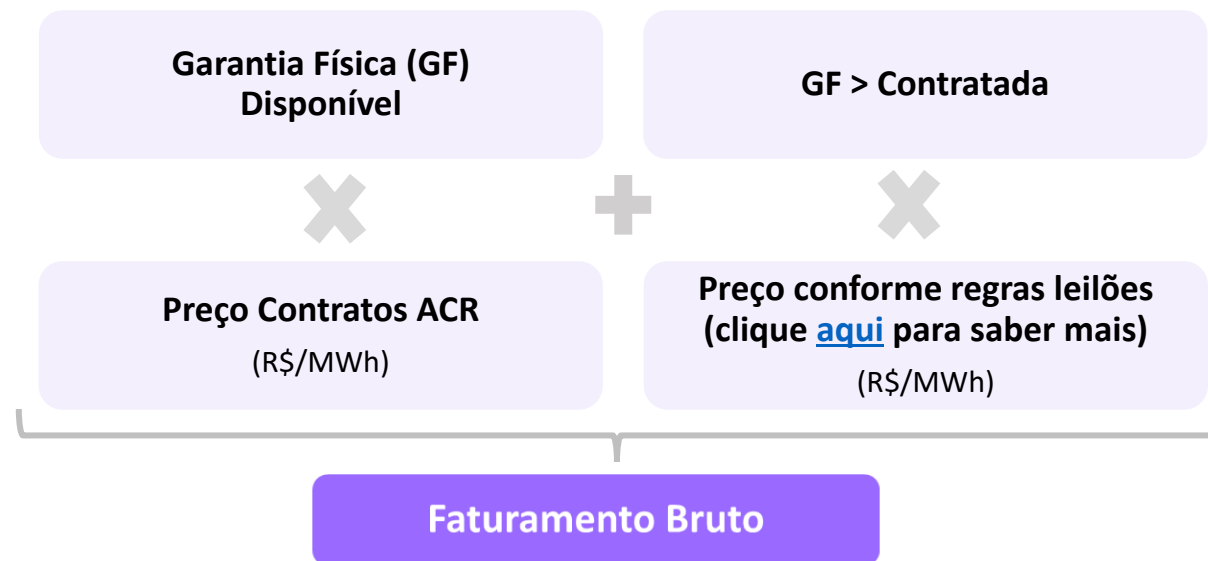 Garantia Física (GF)
Disponível
GF > Contratada
Preço Contratos ACR
(R$/MWh)
Preço conforme regras leilões
(clique aqui para saber mais)
(R$/MWh)
Faturamento Bruto